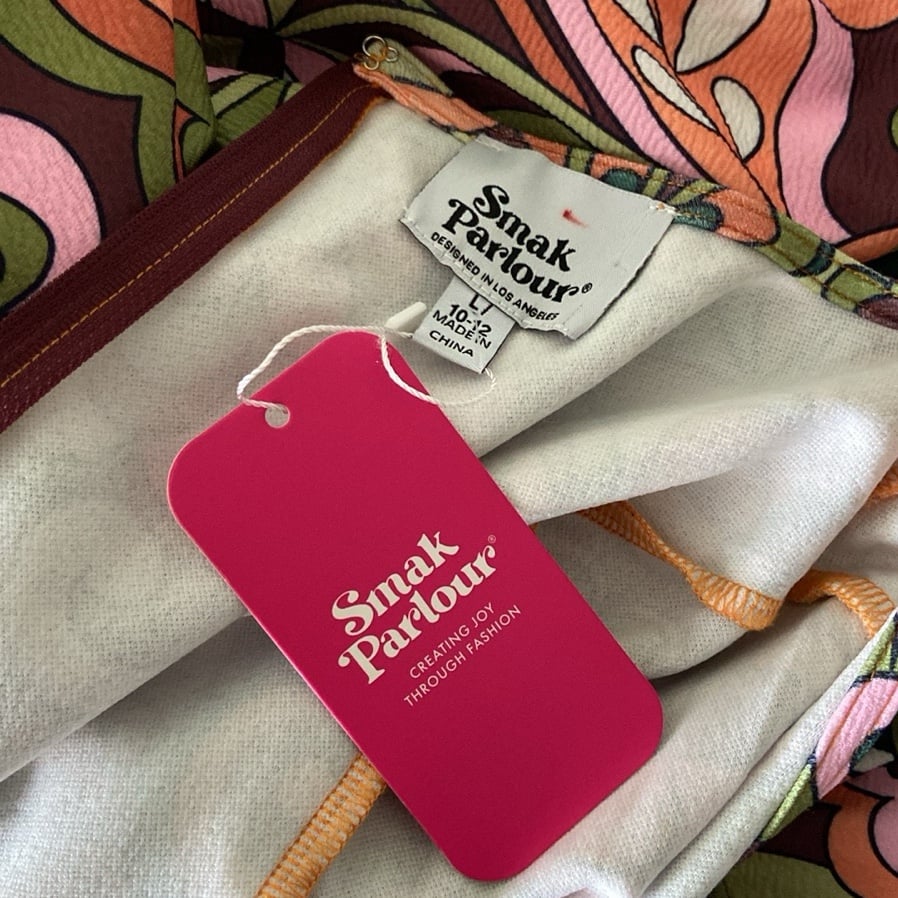 Smak
Parlour®
DESIGNED IN LOS ANGELES
L/
10-12
MADE IN
CHINA
Smak
Parlour®
CREATING JOY
THROUGH FASHION